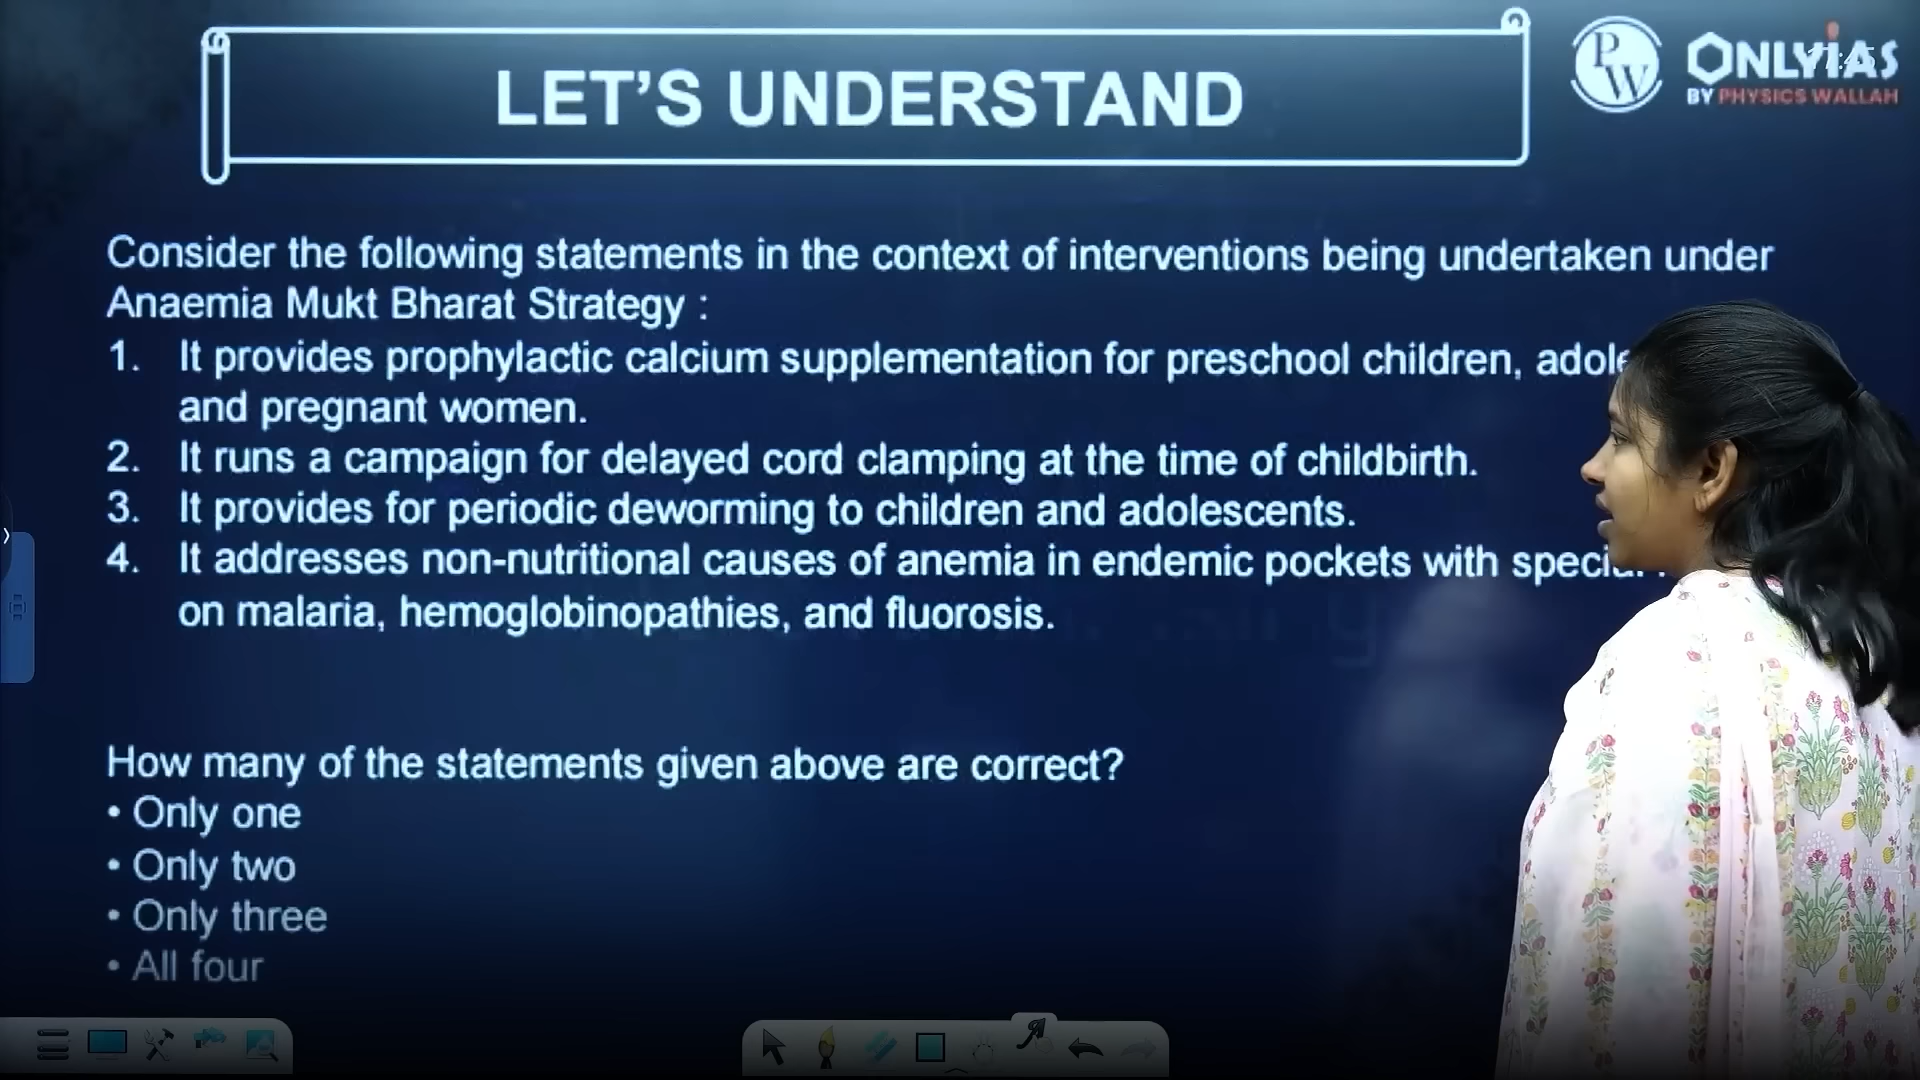 LET'S UNDERSTAND
PW
ONLYIAS
BY PHYSICS WALLAH
Consider the following statements in the context of interventions being undertaken under
Anaemia Mukt Bharat Strategy :
1. It provides prophylactic calcium supplementation for preschool children,
and pregnant women.
2. It runs a campaign for delayed cord clamping at the time of childbirth.
3. It provides for periodic deworming to children and adolescents.
4. It addresses non-nutritional causes of anemia in endemic pockets with
on malaria, hemoglobinopathies, and fluorosis.
How many of the statements given above are correct?
• Only one
• Only two
• Only three
• All four